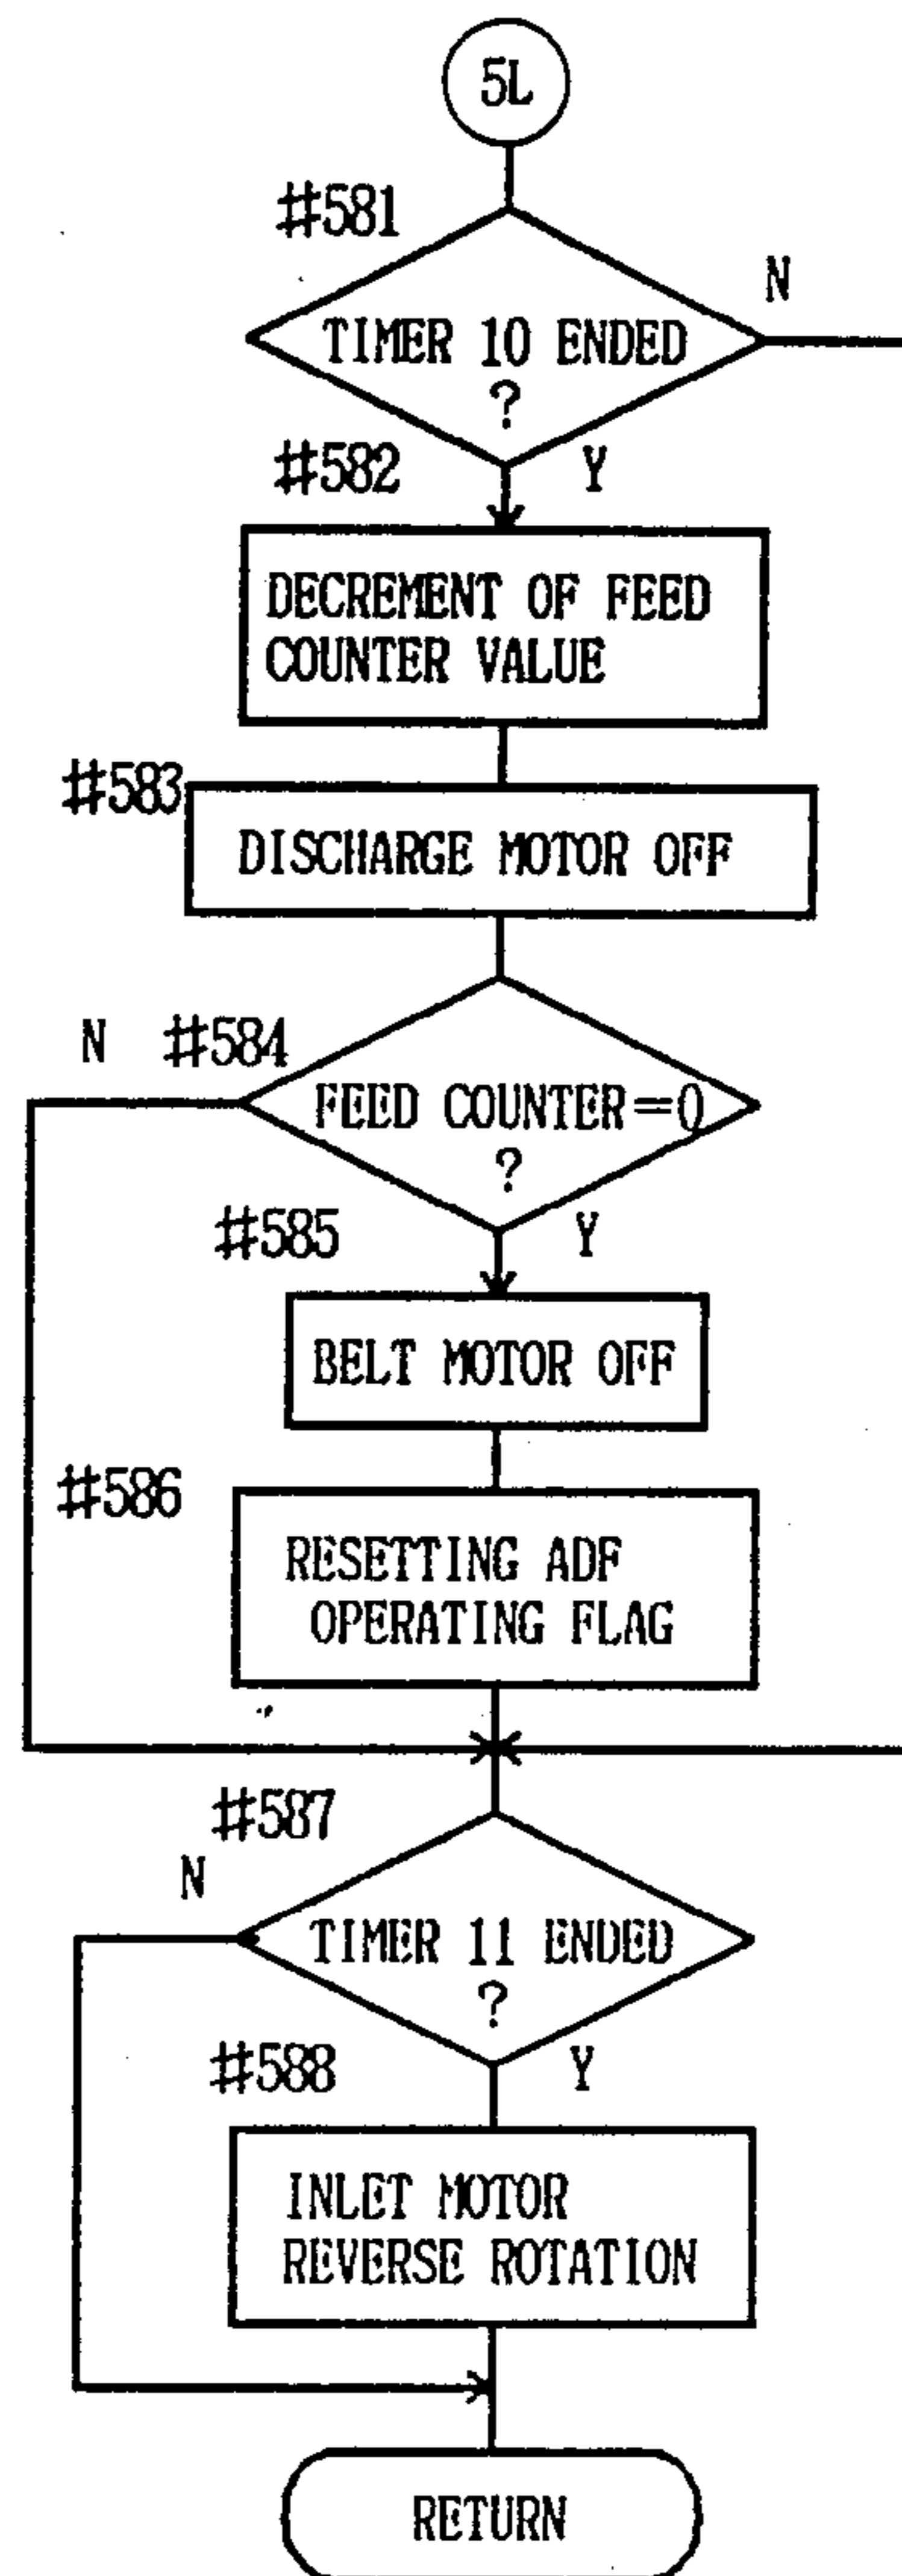 5L
#581
N
TIMER 10 ENDED
?
#582
Y
DECREMENT OF FEED
COUNTER VALUE
#583
DISCHARGE MOTOR OFF
N
#584
FEED COUNTER=0
?
#585
Y
BELT MOTOR OFF
#586
RESETTING ADF
OPERATING FLAG
#587
N
TIMER 11 ENDED
?
#588
Y
INLET MOTOR
REVERSE ROTATION
RETURN